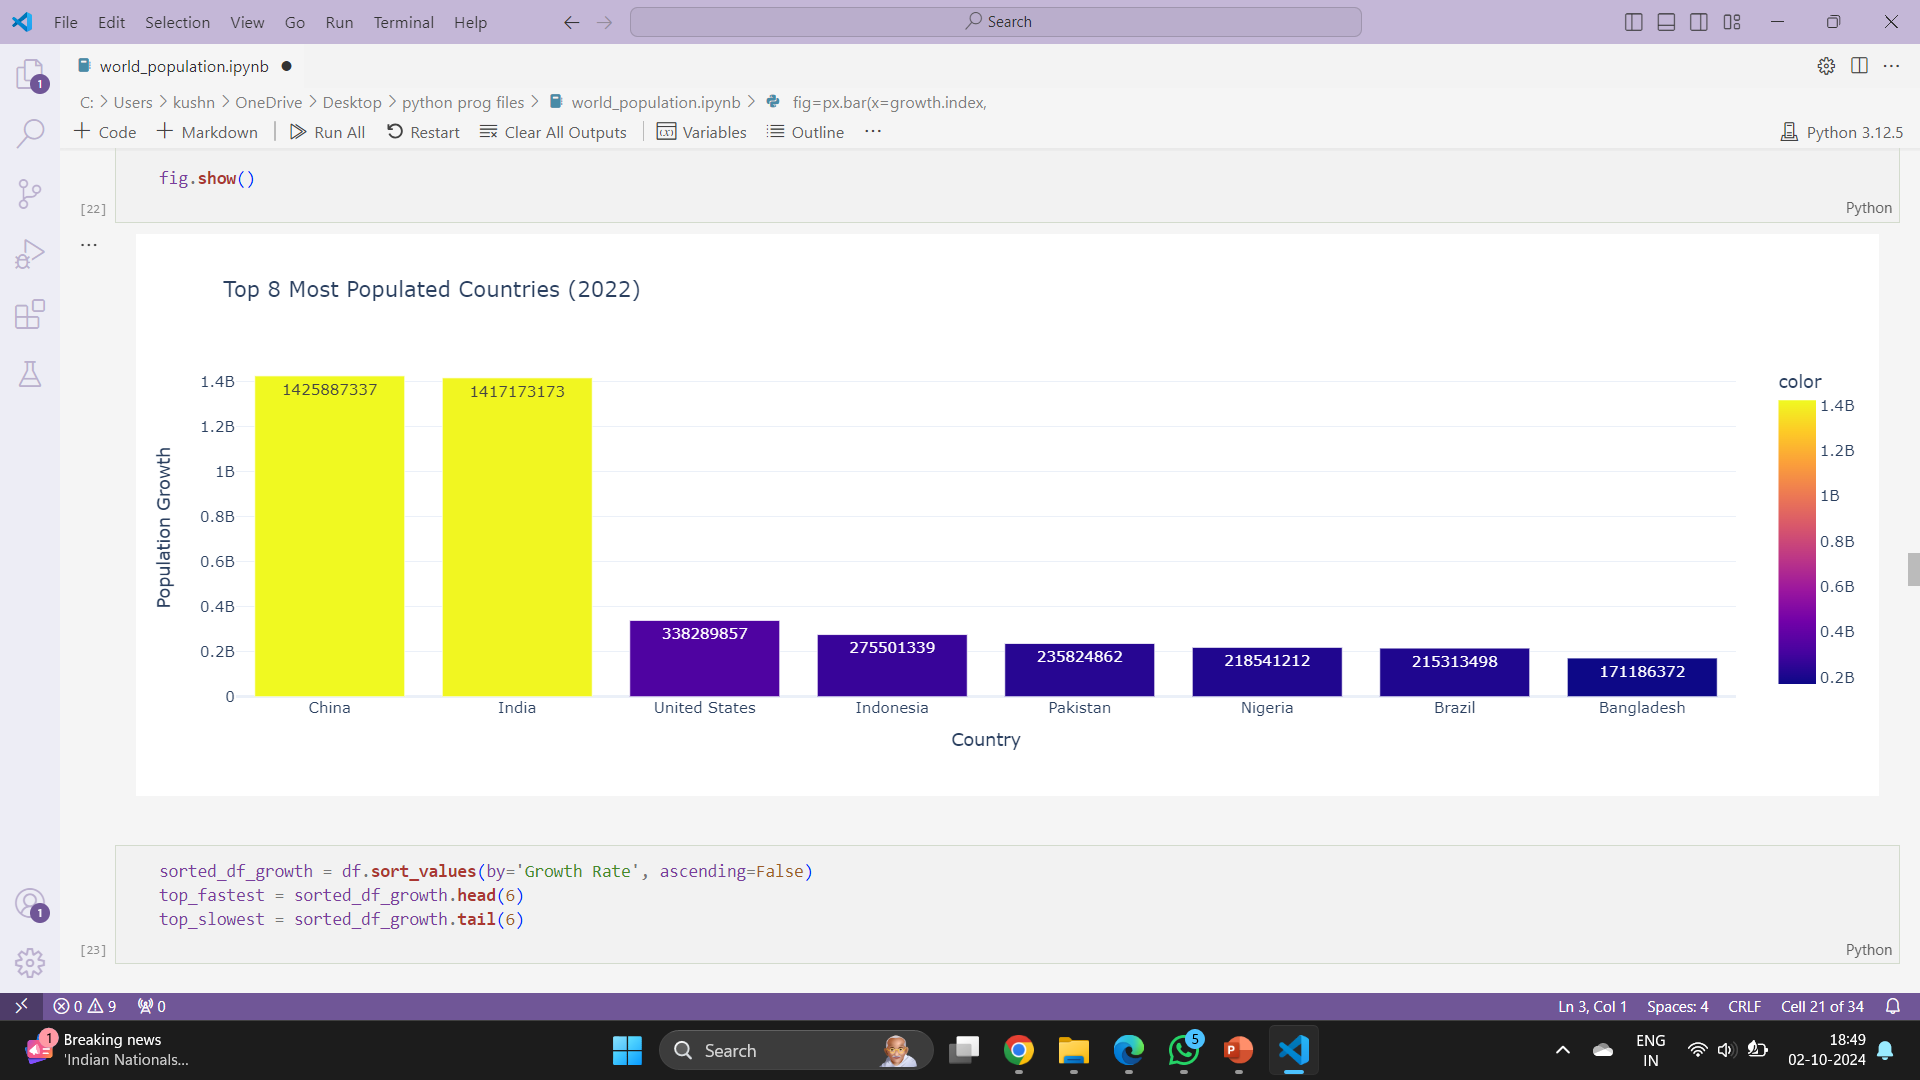 File Edit Selection View Go Run Terminal Help Search
1 world_population.ipynb
C: Users kushn OneDrive Desktop python prog files world_population.ipynb fig=px.bar(x=growth.index,
Code Markdown Run All Restart Clear All Outputs Variables Outline ... Python 3.12.5
fig.show()
[22] Python
...
Top 8 Most Populated Countries (2022)
Population Growth
1.4B
1.2B
1B
0.8B
0.6B
0.4B
0.2B
0
1425887337 1417173173 338289857 275501339 235824862 218541212 215313498 171186372
China India United States Indonesia Pakistan Nigeria Brazil Bangladesh
Country
color
1.4B
1.2B
1B
0.8B
0.6B
0.4B
0.2B
sorted_df_growth = df.sort_values(by='Growth Rate', ascending=False)
top_fastest = sorted_df_growth.head(6)
top_slowest = sorted_df_growth.tail(6)
[23] Python
1
0 9 0 Ln 3, Col 1 Spaces: 4 CRLF Cell 21 of 34
1 Breaking news
'Indian Nationals...
Search
5
P
ENG
IN
18:49
02-10-2024